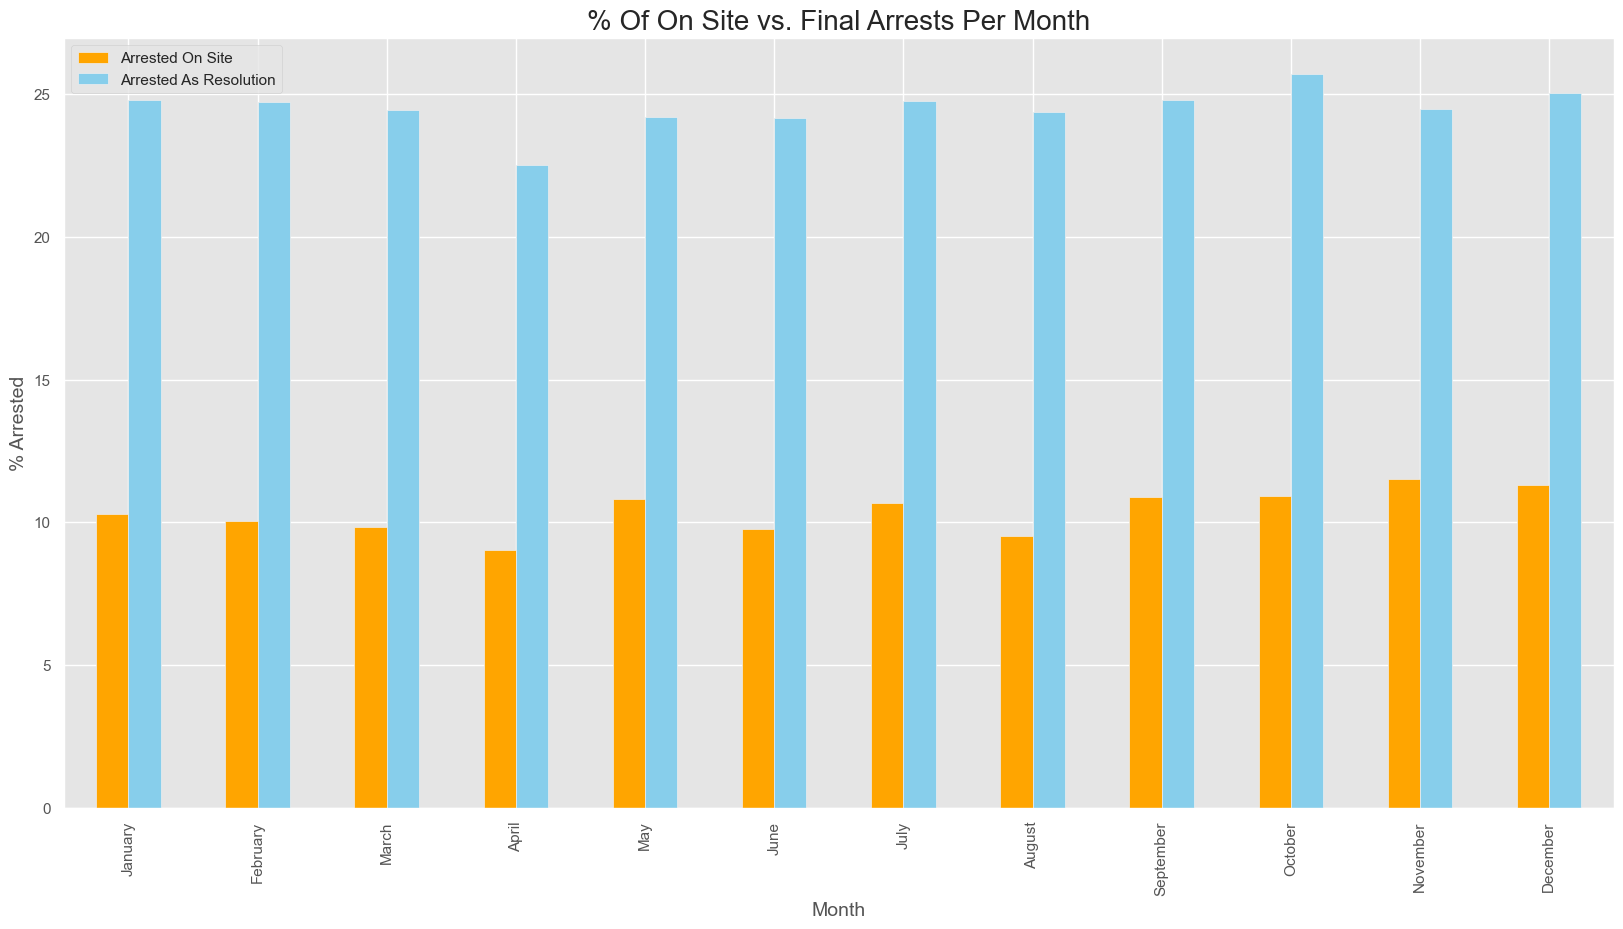 % Of On Site vs. Final Arrests Per Month
Arrested On Site
Arrested As Resolution
% Arrested
25
20
15
10
5
0
January
February
March
April
May
June
July
August
September
October
November
December
Month